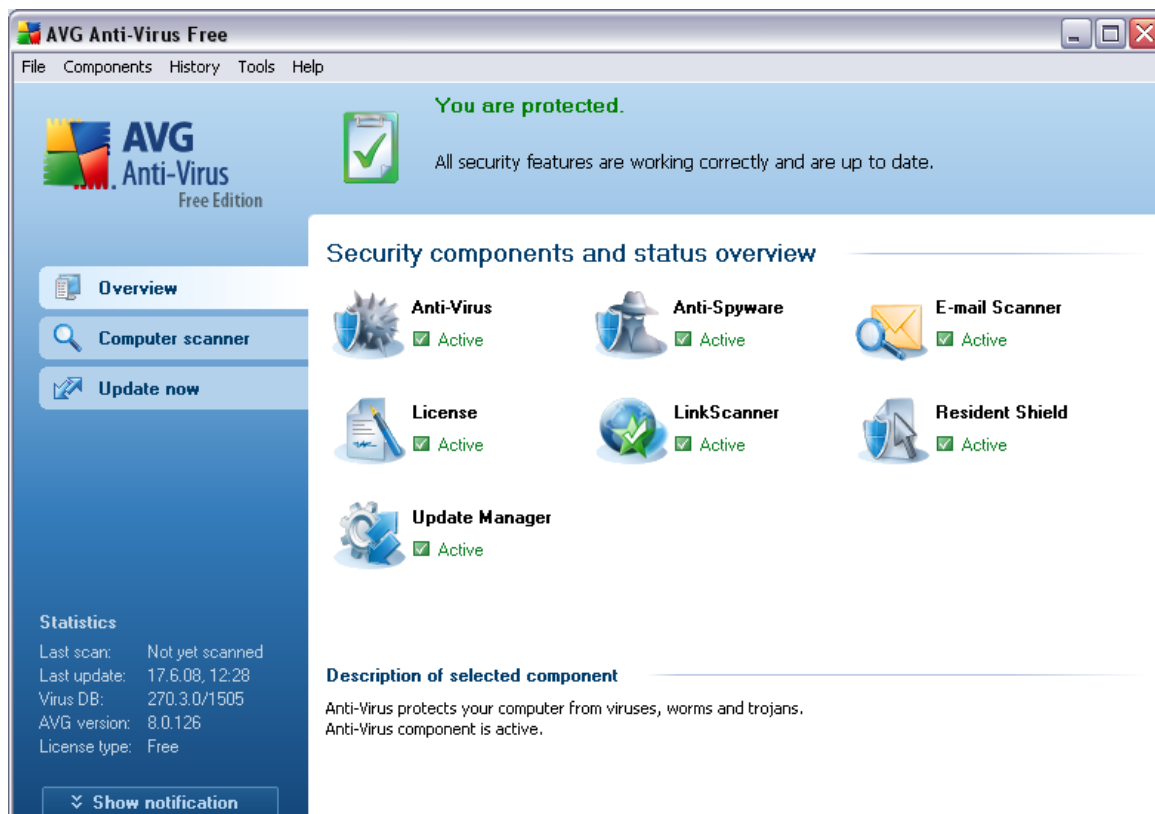 AVG Anti-Virus Free
File Components History Tools Help
AVG
Anti-Virus
Free Edition
You are protected.
All security features are working correctly and are up to date.
Overview
Computer scanner
Update now
Security components and status overview
Anti-Virus
Active
Anti-Spyware
Active
E-mail Scanner
Active
License
Active
LinkScanner
Active
Resident Shield
Active
Update Manager
Active
Statistics
Last scan: Not yet scanned
Last update: 17.6.08, 12:28
Virus DB: 270.3.0/1505
AVG version: 8.0.126
License type: Free
Show notification
Description of selected component
Anti-Virus protects your computer from viruses, worms and trojans.
Anti-Virus component is active.